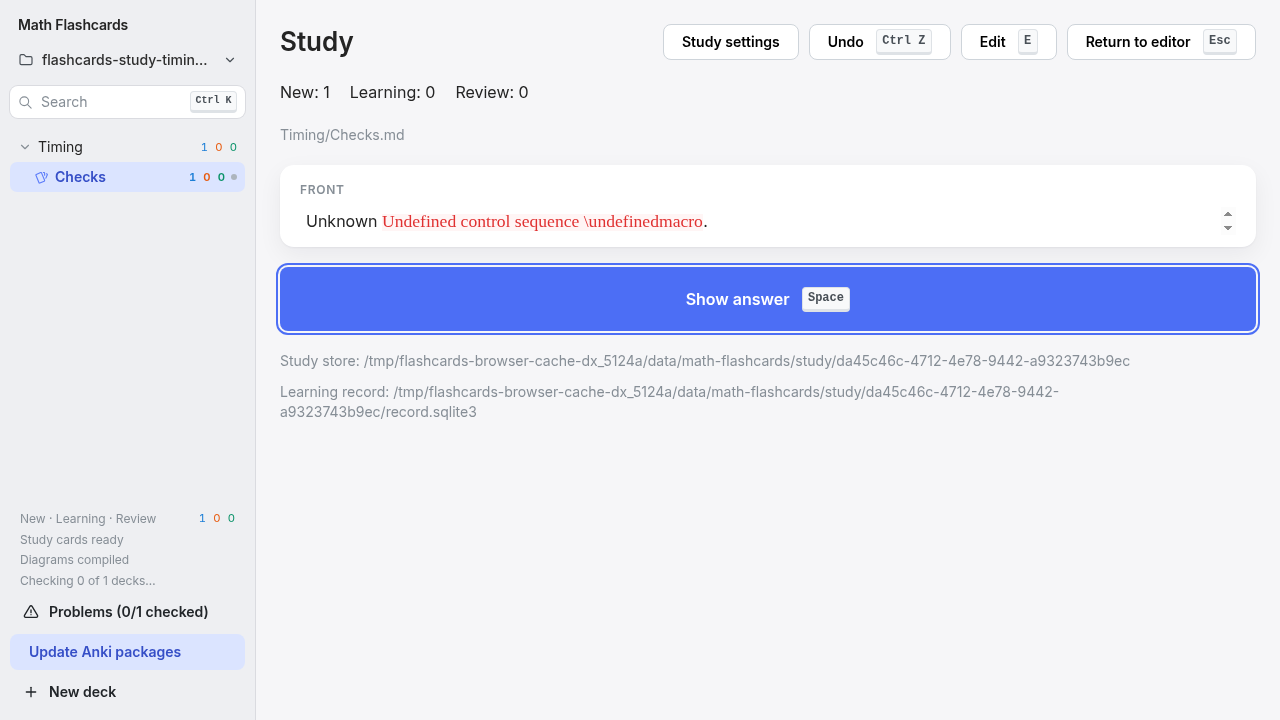 Math Flashcards
flashcards-study-timin...
Search Ctrl K
Timing 1 0 0
Checks 1 0 0
New · Learning · Review 1 0 0
Study cards ready
Diagrams compiled
Checking 0 of 1 decks...
Problems (0/1 checked)
Update Anki packages
New deck
Study
Study settings
Undo Ctrl Z
Edit E
Return to editor Esc
New: 1 Learning: 0 Review: 0
Timing/Checks.md
FRONT
Unknown Undefined control sequence \undefinedmacro.
Show answer Space
Study store: /tmp/flashcards-browser-cache-dx_5124a/data/math-flashcards/study/da45c46c-4712-4e78-9442-a9323743b9ec
Learning record: /tmp/flashcards-browser-cache-dx_5124a/data/math-flashcards/study/da45c46c-4712-4e78-9442-
a9323743b9ec/record.sqlite3